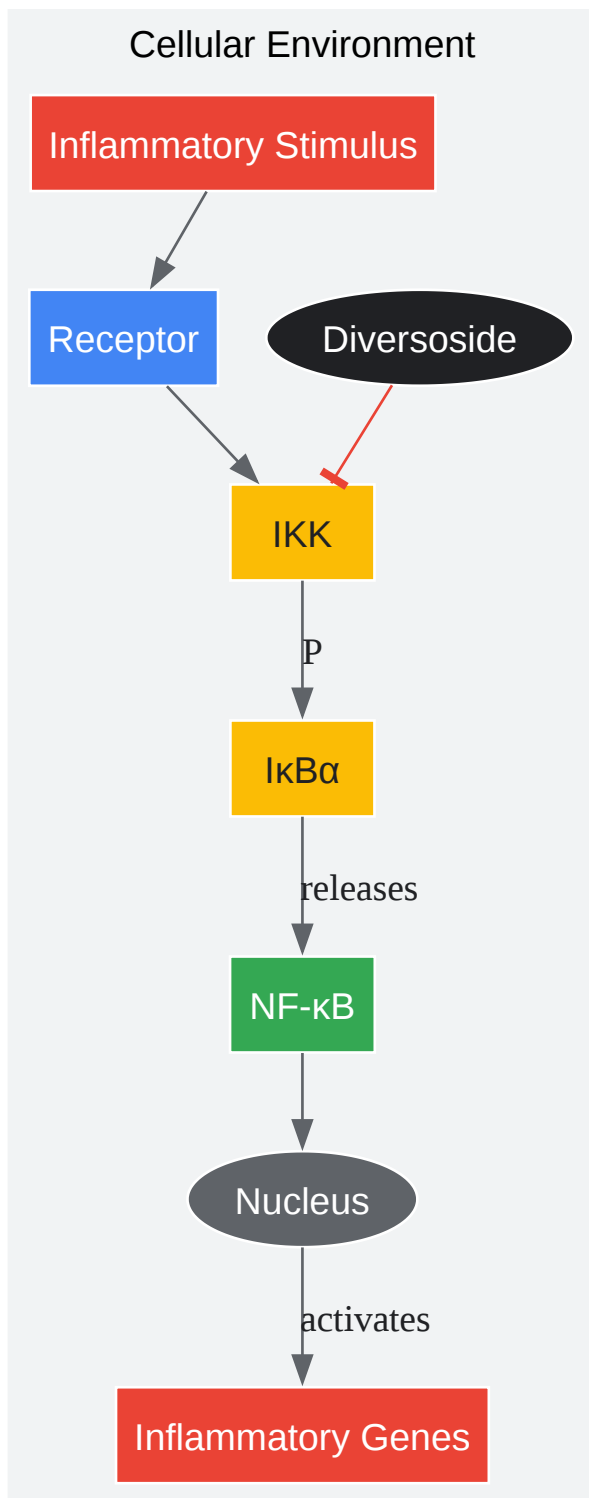 Cellular Environment
Inflammatory Stimulus
Receptor
Diversoside
IKK
P
IκBα
releases
NF-κB
Nucleus
activates
Inflammatory Genes